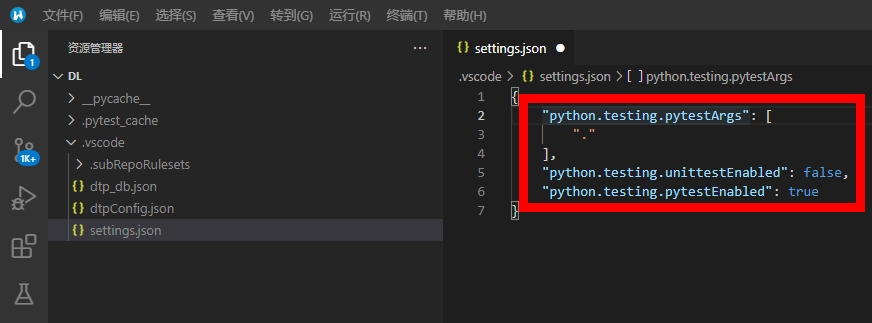 文件(F) 编辑(E) 选择(S) 查看(V) 转到(G) 运行(R) 终端(T) 帮助(H)
资源管理器 ···
settings.json
DL
.vscode > settings.json > [ ] python.testing.pytestArgs
__pycache__
.pytest_cache
.vscode
.subRepoRulesets
dtp_db.json
dtpConfig.json
settings.json
1
1K+
1 {
2 "python.testing.pytestArgs": [
3 "."
4 ],
5 "python.testing.unittestEnabled": false,
6 "python.testing.pytestEnabled": true
7 }